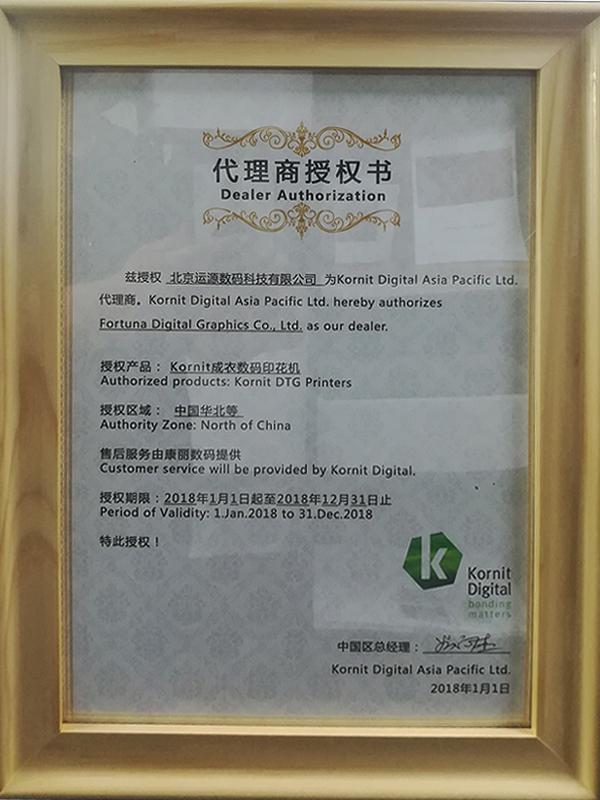 代理商授权书
Dealer Authorization
兹授权 北京运源数码科技有限公司 为Kornit Digital Asia Pacific Ltd.
代理商。Kornit Digital Asia Pacific Ltd. hereby authorizes
Fortuna Digital Graphics Co., Ltd. as our dealer.
授权产品： Kornit成衣数码印花机
Authorized products: Kornit DTG Printers
授权区域： 中国华北等
Authority Zone: North of China
售后服务由康丽数码提供
Customer service will be provided by Kornit Digital.
授权期限：2018年1月1日起至2018年12月31日止
Period of Validity: 1.Jan.2018 to 31.Dec.2018
特此授权！
k
Kornit
Digital
bonding
matters
中国区总经理：
Kornit Digital Asia Pacific Ltd.
2018年1月1日